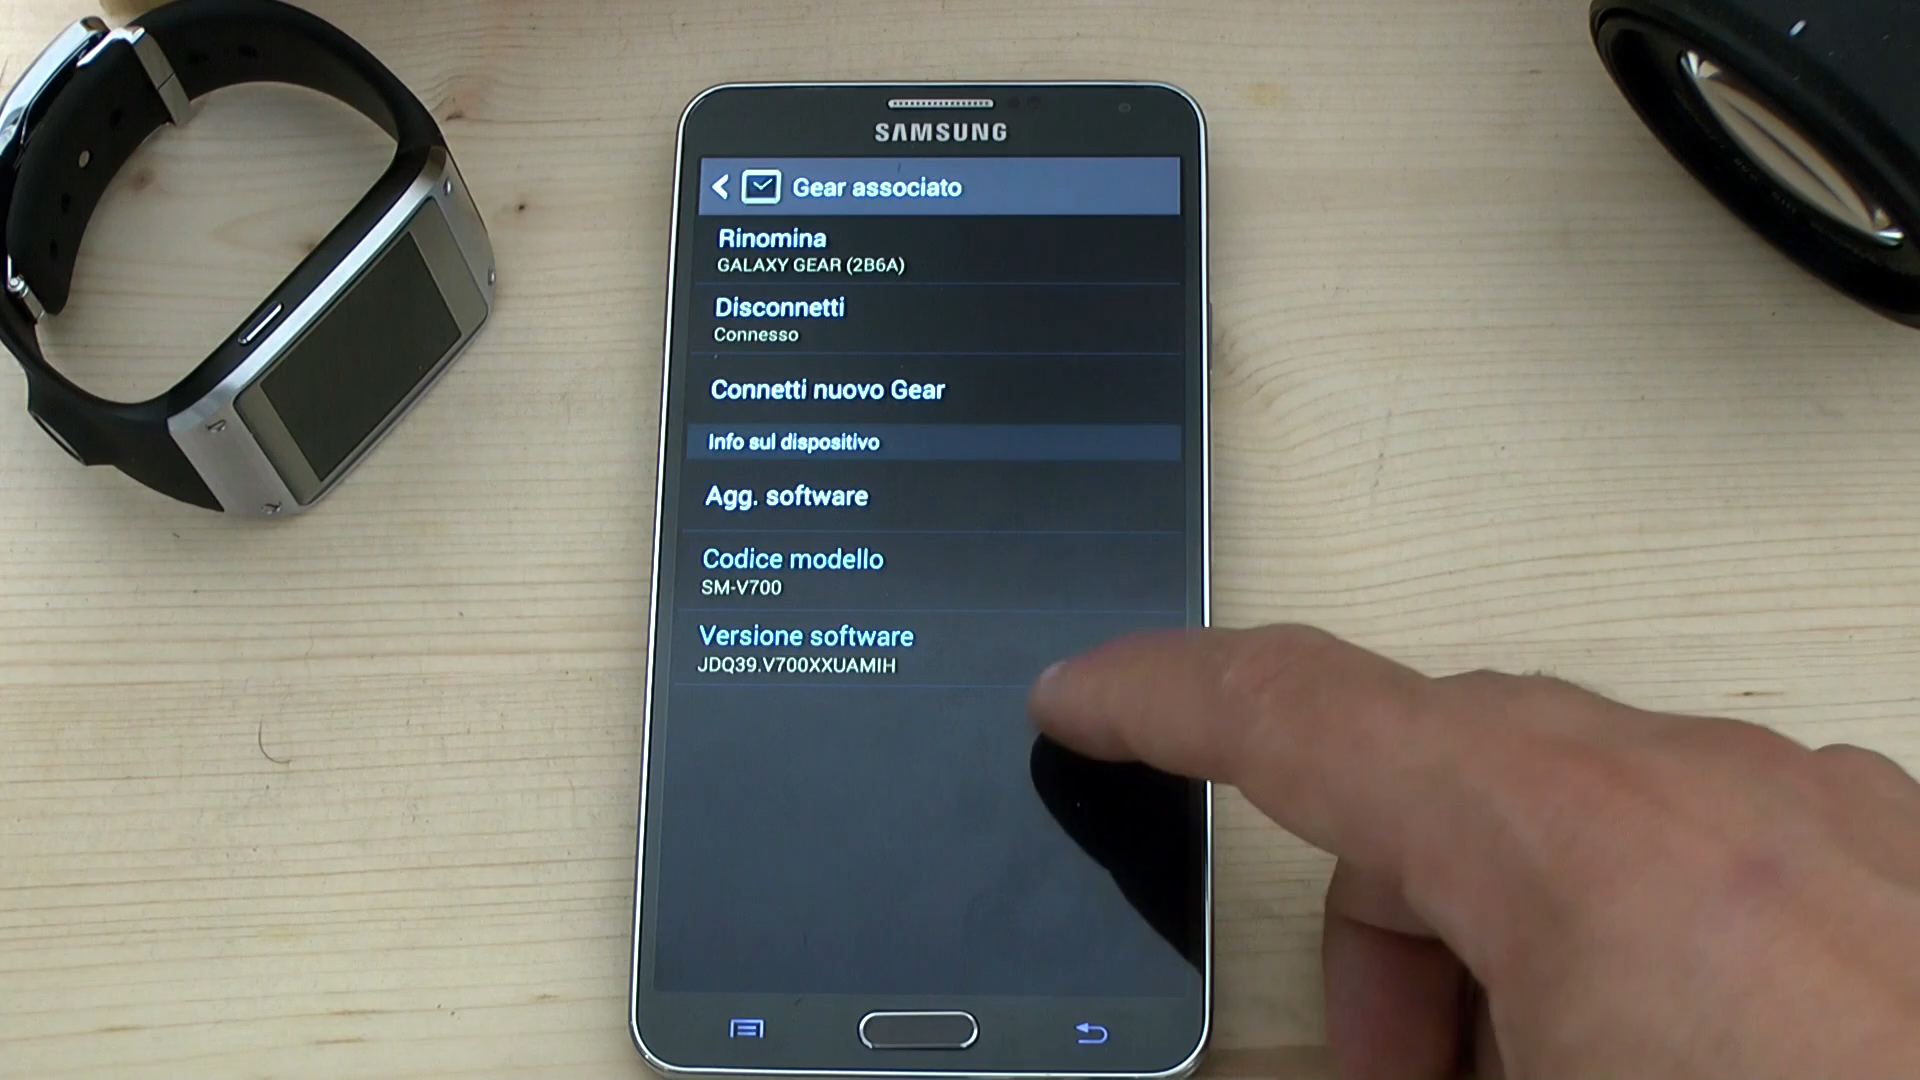 SAMSUNG
Gear associato
Rinomina
GALAXY GEAR (2B6A)
Disconnetti
Connesso
Connetti nuovo Gear
Info sul dispositivo
Agg. software
Codice modello
SM-V700
Versione software
JDQ39.V700XXUAMIH